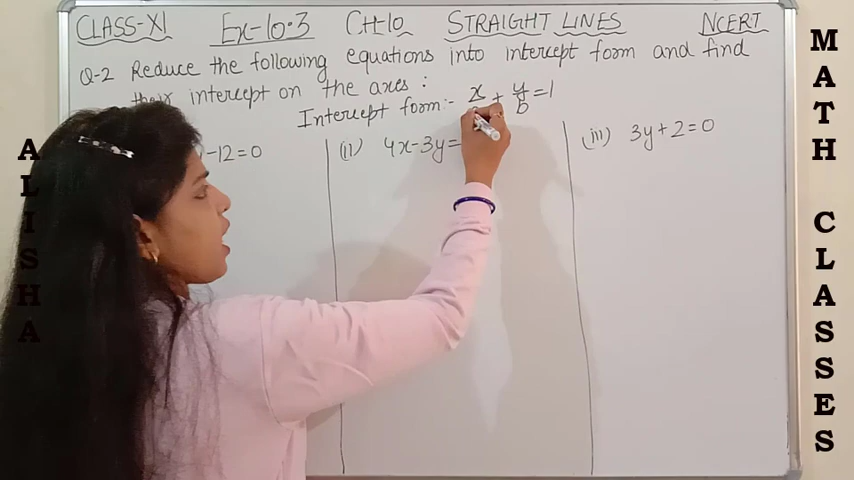 CLASS-XI Ex-10.3 CH-10 STRAIGHT LINES NCERT
Q-2 Reduce the following equations into intercept form and find
their intercept on the axes :
Intercept form:- x + y/b = 1
-12=0
(ii) 4x-3y=
(iii) 3y+2=0
ALISHA
MATH CLASSES